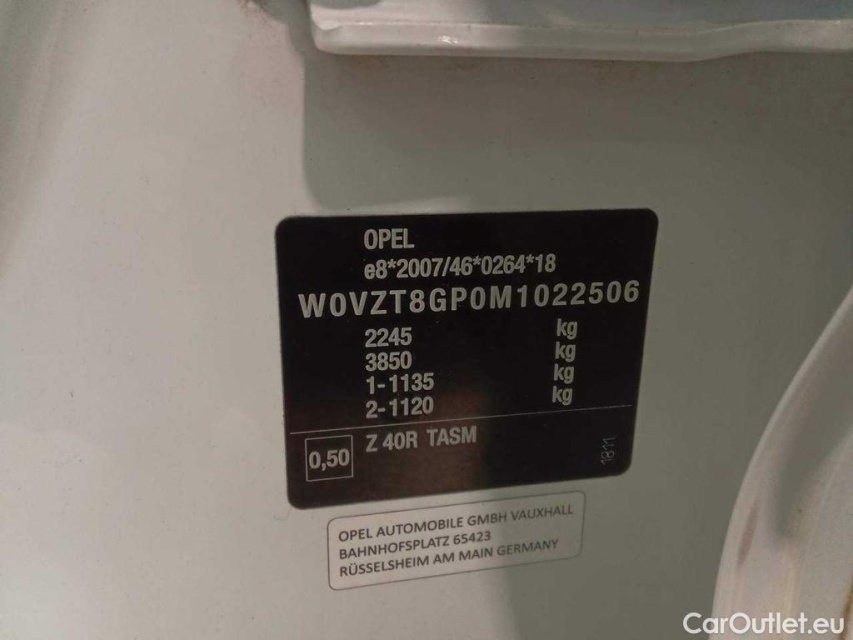 OPEL
e8*2007/46*0264*18
W0VZT8GP0M1022506
2245 kg
3850 kg
1-1135 kg
2-1120 kg
0,50 Z 40R TASM
1811
OPEL AUTOMOBILE GMBH VAUXHALL
BAHNHOFSPLATZ 65423
RÜSSELSHEIM AM MAIN GERMANY
CarOutlet.eu